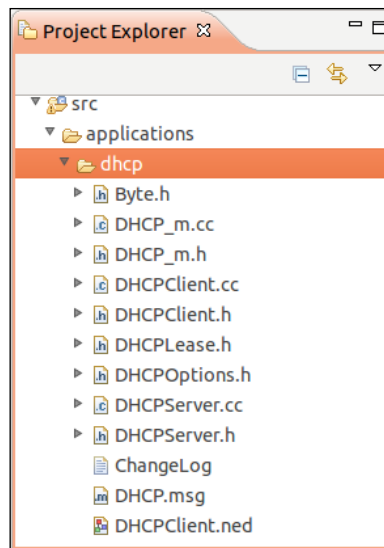 Project Explorer
src
applications
dhcp
Byte.h
DHCP_m.cc
DHCP_m.h
DHCPClient.cc
DHCPClient.h
DHCPLease.h
DHCPOptions.h
DHCPServer.cc
DHCPServer.h
ChangeLog
DHCP.msg
DHCPClient.ned